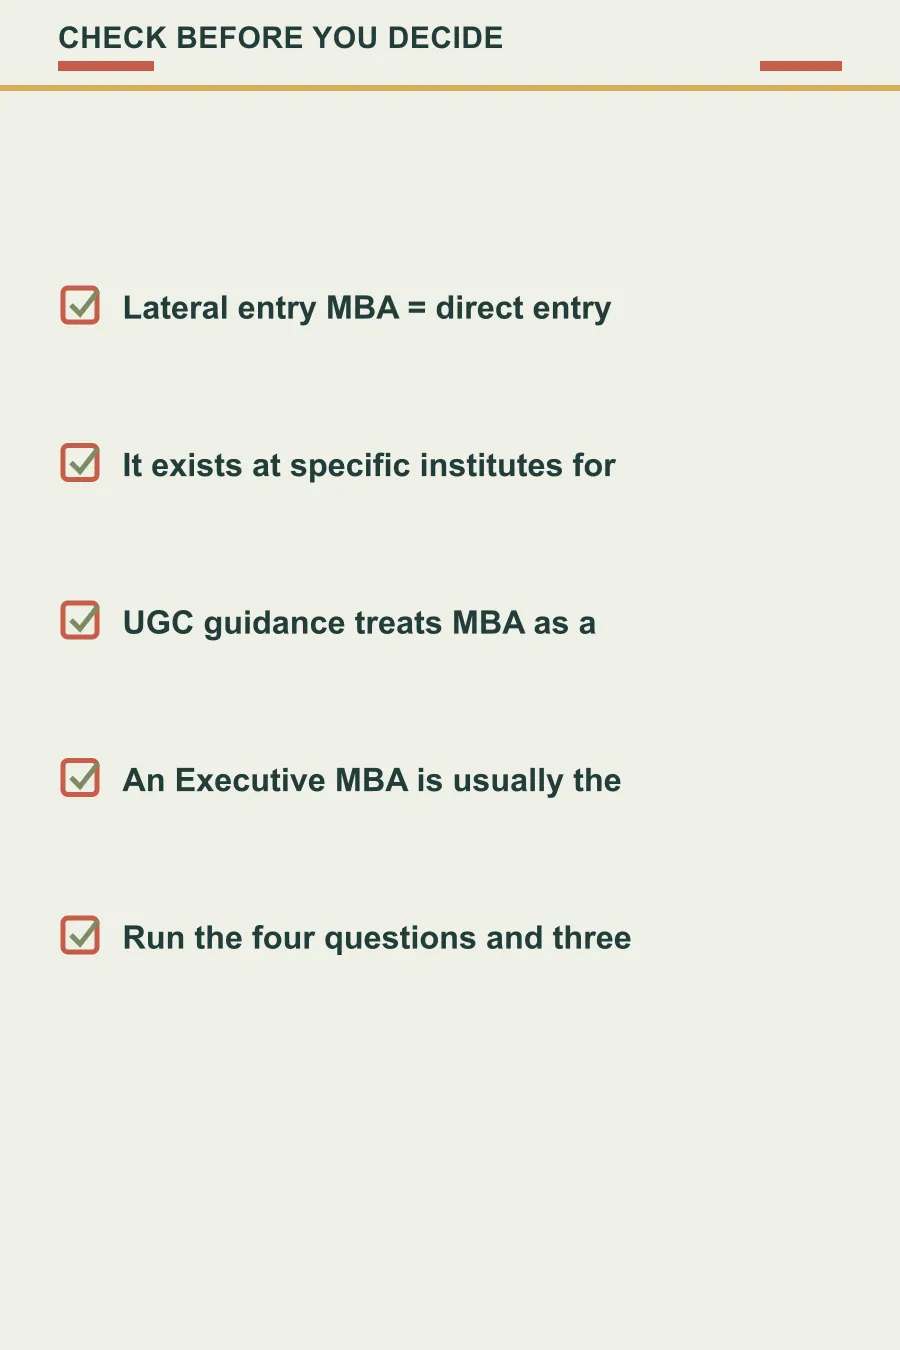 CHECK BEFORE YOU DECIDE
Lateral entry MBA = direct entry
It exists at specific institutes for
UGC guidance treats MBA as a
An Executive MBA is usually the
Run the four questions and three